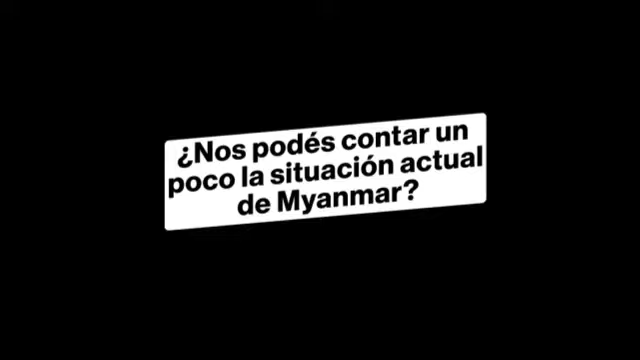 ¿Nos podés contar un
poco la situación actual
de Myanmar?